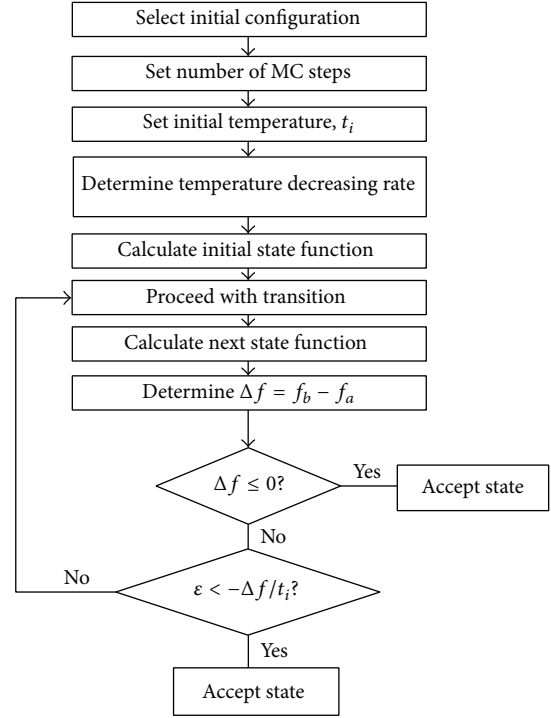 Select initial configuration
Set number of MC steps
Set initial temperature, tᵢ
Determine temperature decreasing rate
Calculate initial state function
Proceed with transition
Calculate next state function
Determine Δf = f_b − f_a
Δf ≤ 0?
Yes
Accept state
No
ε < −Δf/tᵢ?
No
Yes
Accept state